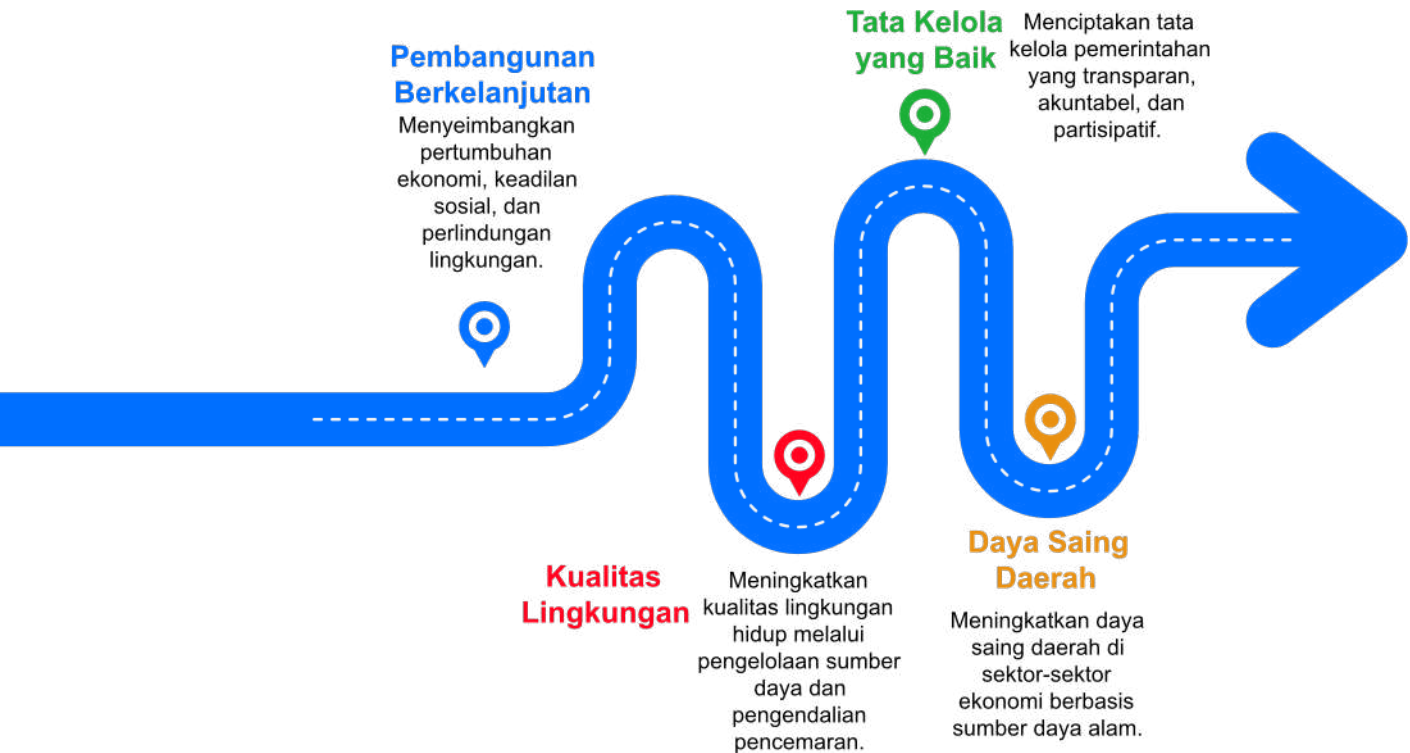 Pembangunan
Berkelanjutan
Menyeimbangkan
pertumbuhan
ekonomi, keadilan
sosial, dan
perlindungan
lingkungan.
Kualitas
Lingkungan
Meningkatkan
kualitas lingkungan
hidup melalui
pengelolaan sumber
daya dan
pengendalian
pencemaran.
Tata Kelola
yang Baik
Menciptakan tata
kelola pemerintahan
yang transparan,
akuntabel, dan
partisipatif.
Daya Saing
Daerah
Meningkatkan daya
saing daerah di
sektor-sektor
ekonomi berbasis
sumber daya alam.